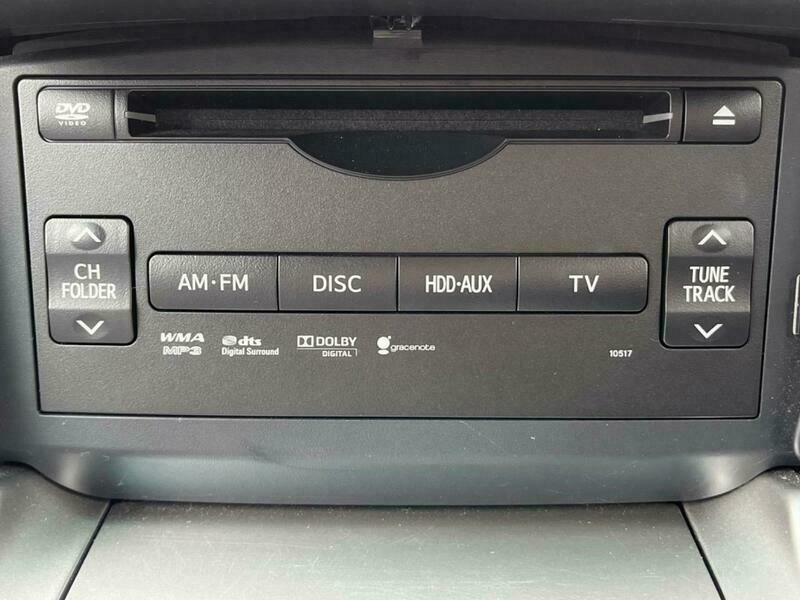 DVD
VIDEO
CH
FOLDER
AM·FM
DISC
HDD·AUX
TV
TUNE
TRACK
WMA
MP3
dts
Digital Surround
DOLBY
DIGITAL
gracenote
10517